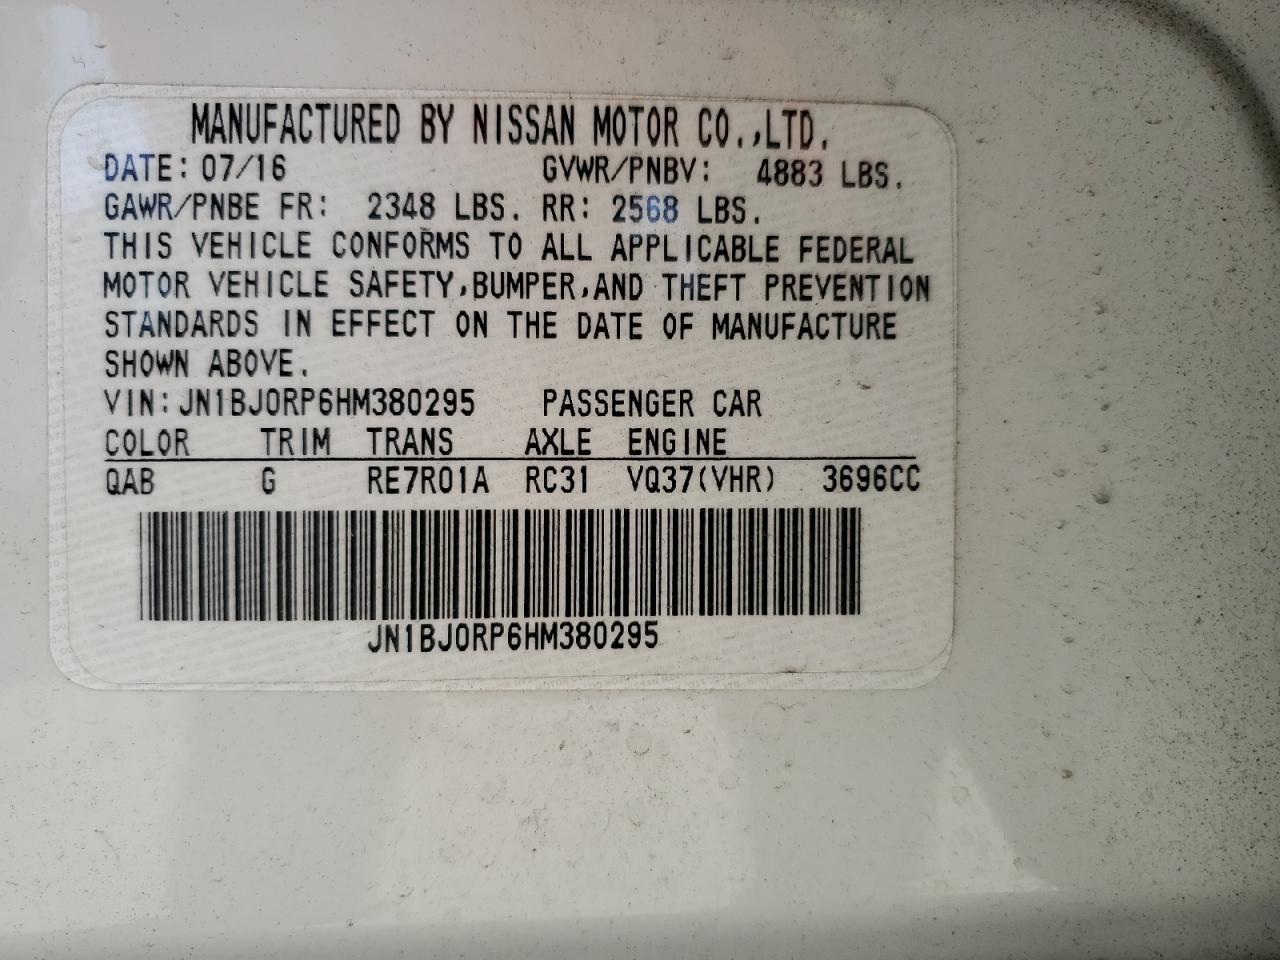 MANUFACTURED BY NISSAN MOTOR CO.,LTD.
DATE: 07/16 GVWR/PNBV: 4883 LBS.
GAWR/PNBE FR: 2348 LBS. RR: 2568 LBS.
THIS VEHICLE CONFORMS TO ALL APPLICABLE FEDERAL
MOTOR VEHICLE SAFETY,BUMPER,AND THEFT PREVENTION
STANDARDS IN EFFECT ON THE DATE OF MANUFACTURE
SHOWN ABOVE.
VIN:JN1BJ0RP6HM380295 PASSENGER CAR
COLOR TRIM TRANS AXLE ENGINE
QAB G RE7R01A RC31 VQ37(VHR) 3696CC
JN1BJ0RP6HM380295